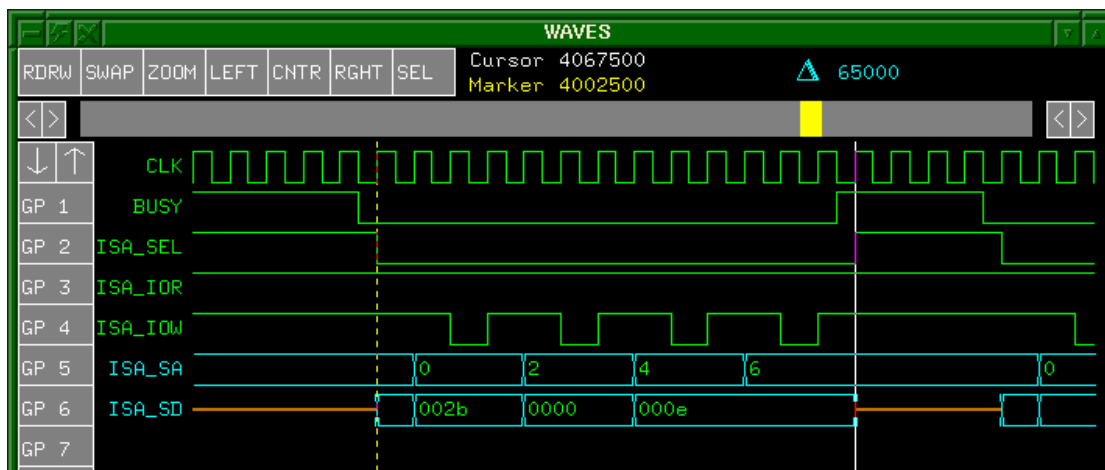 WAVES
RDRW SWAP ZOOM LEFT CNTR RGHT SEL
Cursor 4067500
Marker 4002500
65000
CLK
GP 1 BUSY
GP 2 ISA_SEL
GP 3 ISA_IOR
GP 4 ISA_IOW
GP 5 ISA_SA 0 2 4 6 0
GP 6 ISA_SD 002b 0000 000e
GP 7